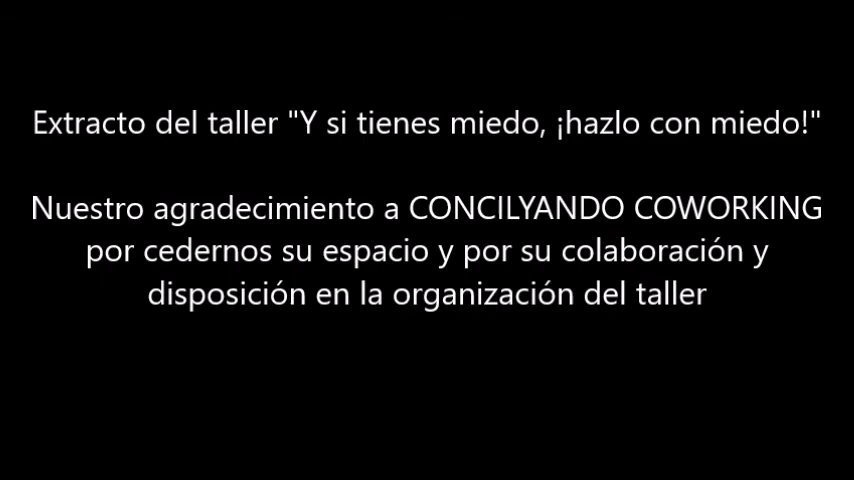 Extracto del taller "Y si tienes miedo, ¡hazlo con miedo!"
Nuestro agradecimiento a CONCILYANDO COWORKING
por cedernos su espacio y por su colaboración y
disposición en la organización del taller